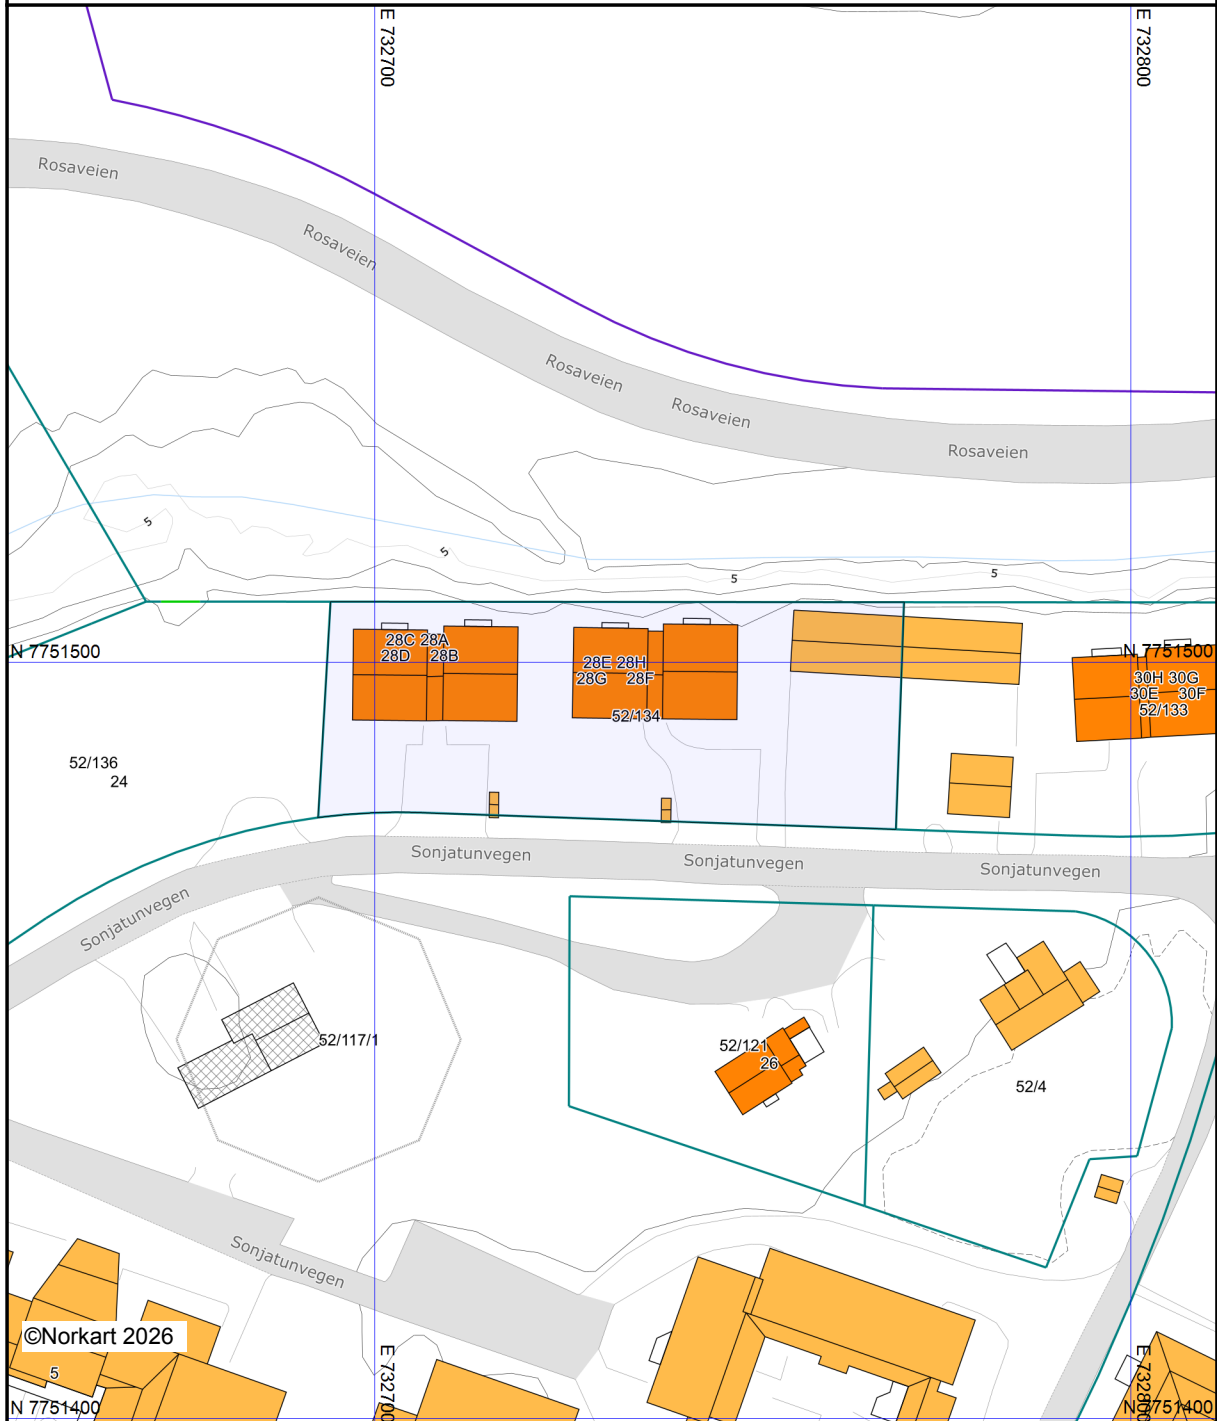 E 732700
E 732800
Rosaveien
Rosaveien
Rosaveien
Rosaveien
Rosaveien
5
5
5
5
N 7751500
N 7751500
28C 28A
28D 28B
28E 28H
28G 28F
52/134
30H 30G
30E 30F
52/133
52/136
24
Sonjatunvegen
Sonjatunvegen
Sonjatunvegen
Sonjatunvegen
52/117/1
52/121
26
52/4
Sonjatunvegen
©Norkart 2026
5
N 7751400
E 732700
E 732800
N 7751400